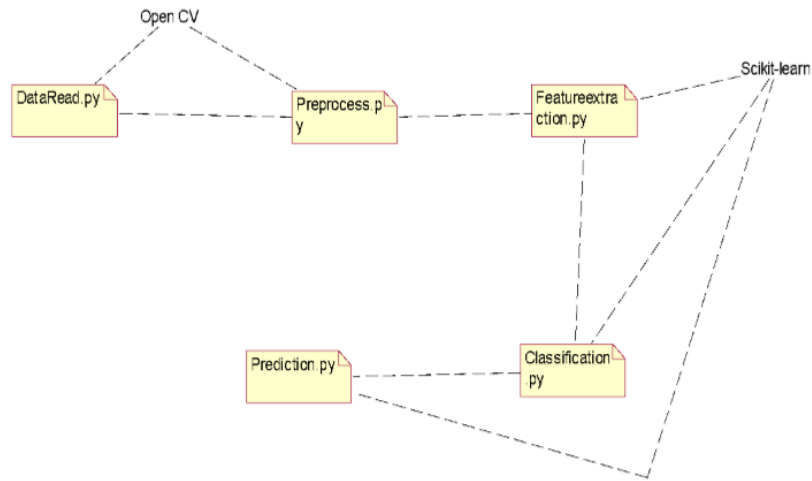 Open CV
Scikit-learn
DataRead.py
Preprocess.p
y
Featureextra
ction.py
Prediction.py
Classification
.py